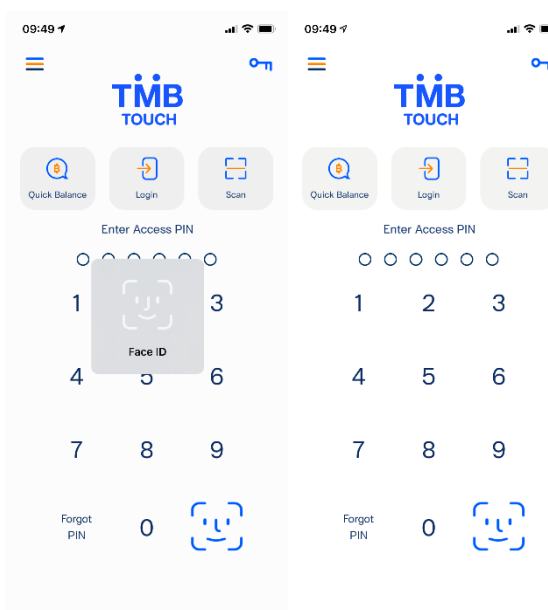 09:49
TMB
TOUCH
Quick Balance
Login
Scan
Enter Access PIN
1
3
Face ID
4
5
6
7
8
9
Forgot
PIN
0
09:49
TMB
TOUCH
Quick Balance
Login
Scan
Enter Access PIN
1
2
3
4
5
6
7
8
9
Forgot
PIN
0